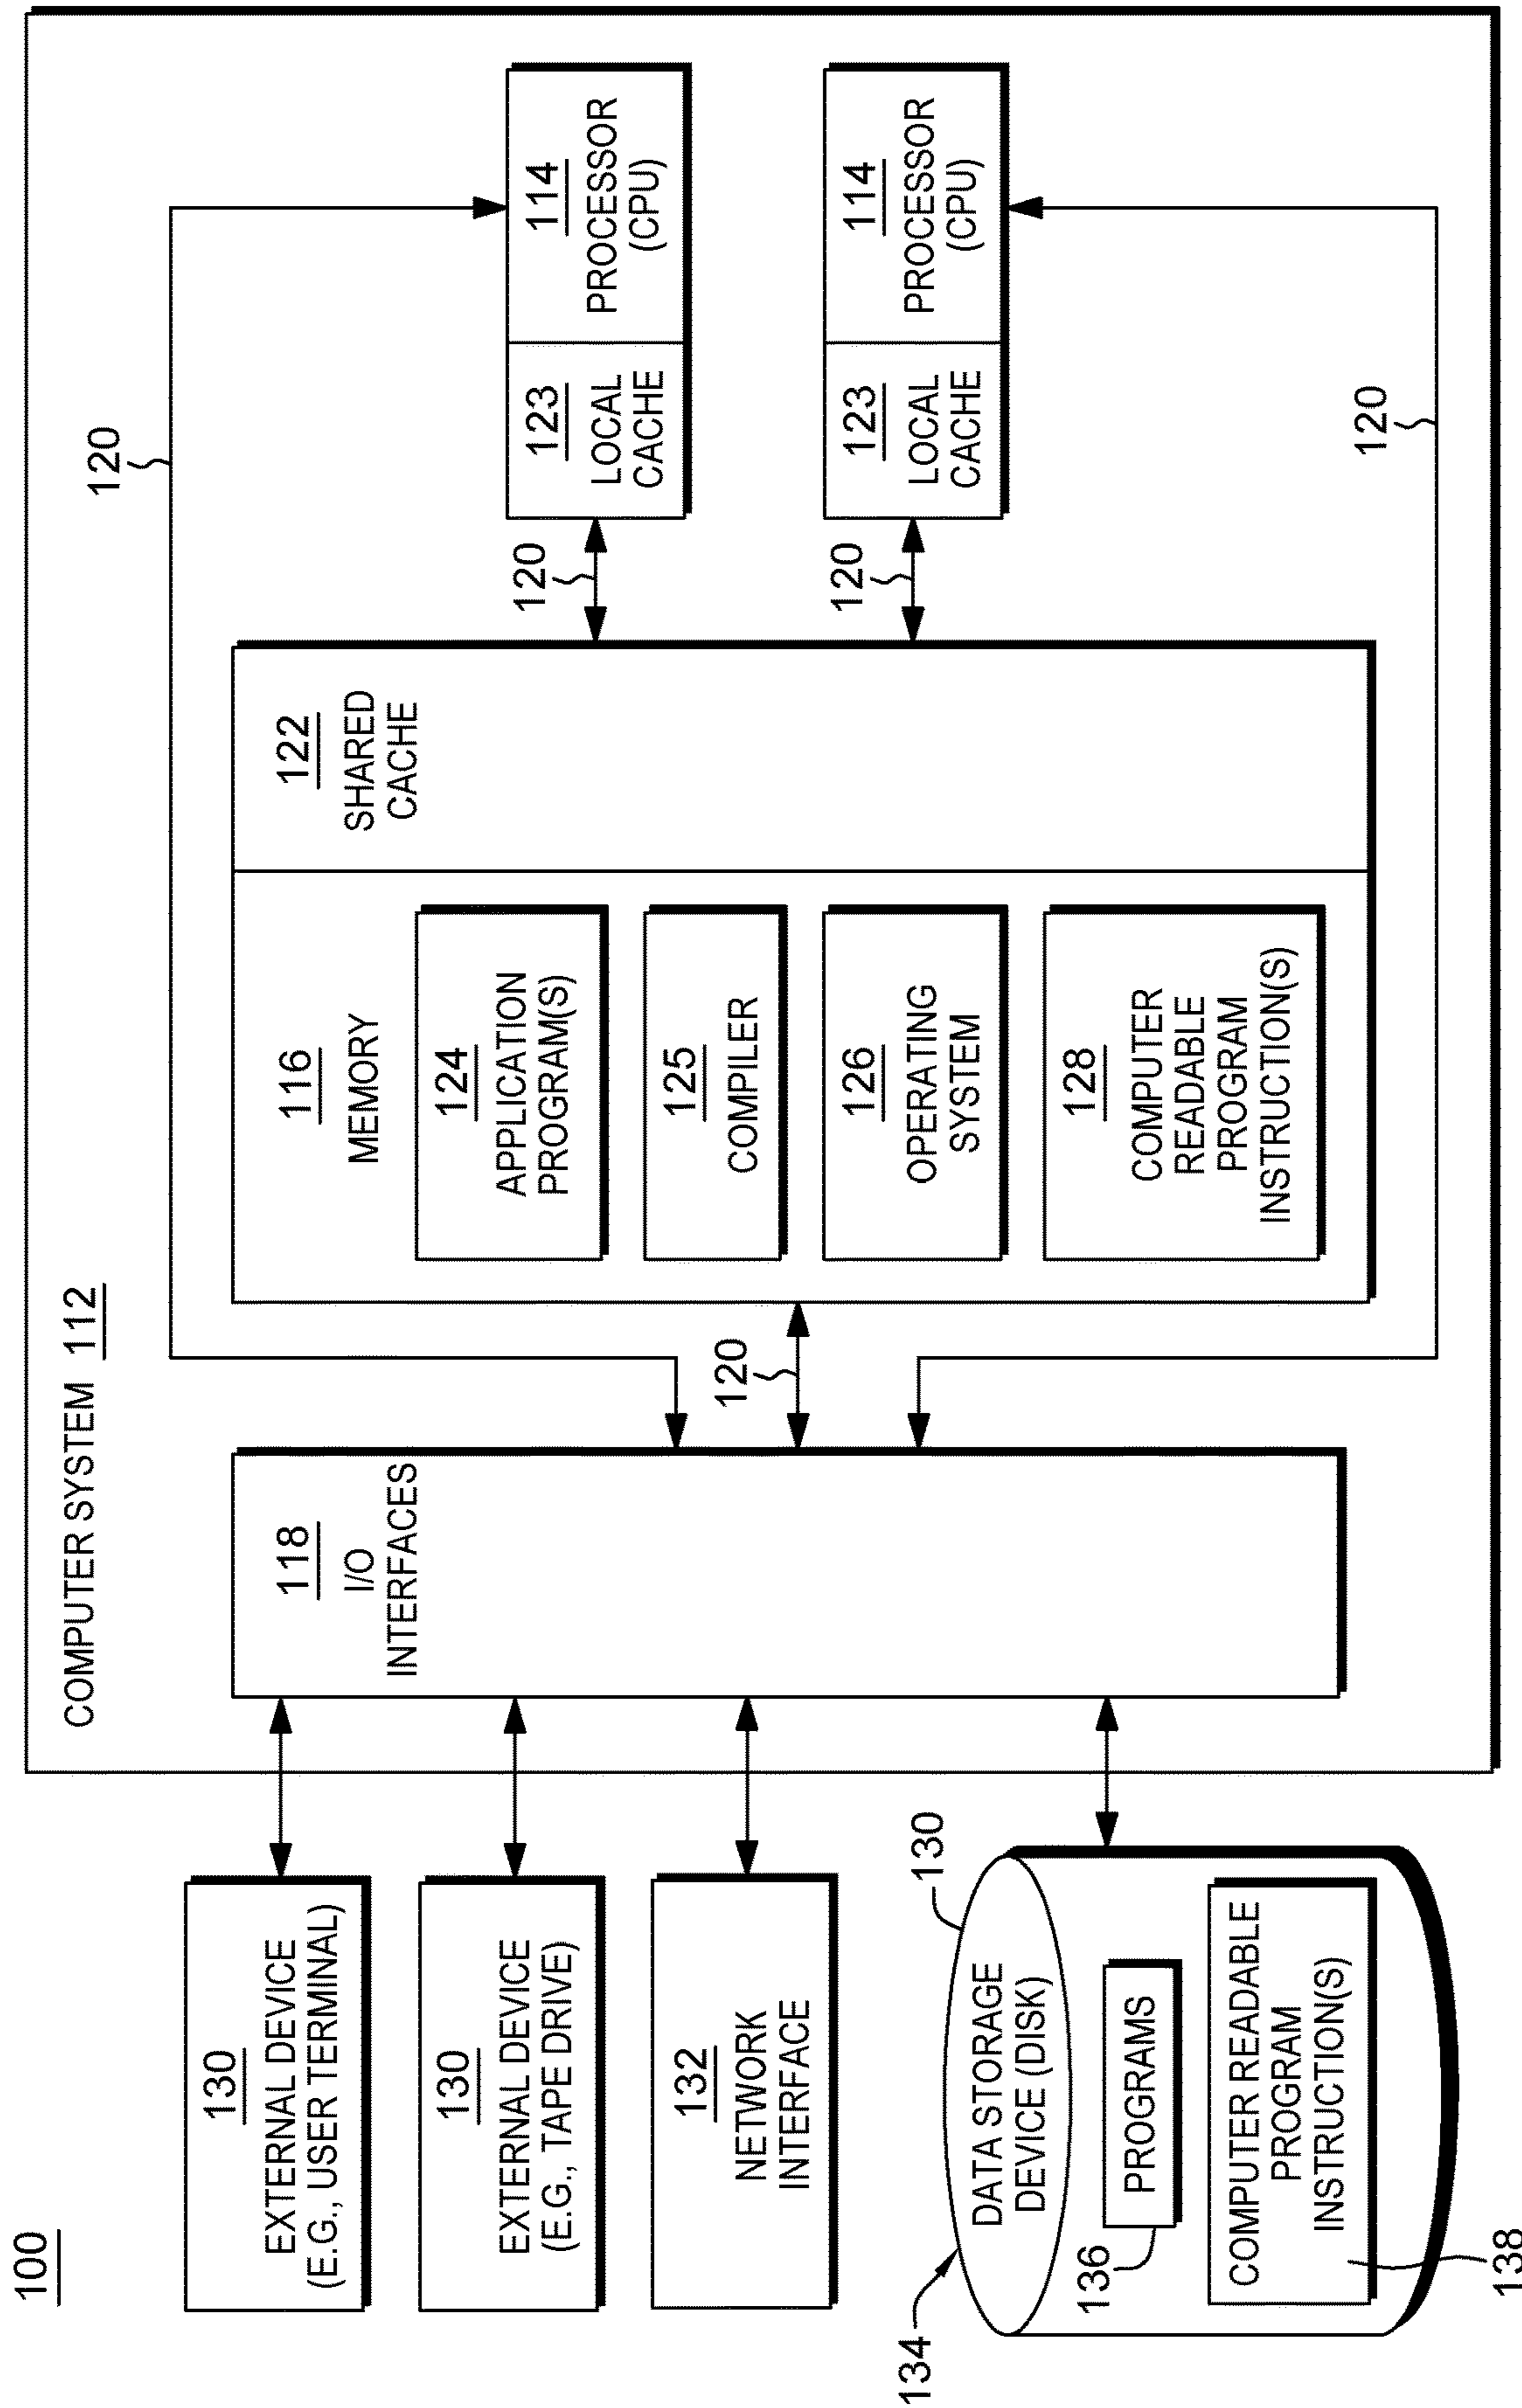 100
COMPUTER SYSTEM 112
120
130
EXTERNAL DEVICE
(E.G., USER TERMINAL)
130
EXTERNAL DEVICE
(E.G., TAPE DRIVE)
132
NETWORK
INTERFACE
134
130
DATA STORAGE
DEVICE (DISK)
136
PROGRAMS
COMPUTER READABLE
PROGRAM
INSTRUCTION(S)
138
118
I/O
INTERFACES
120
116
MEMORY
124
APPLICATION
PROGRAM(S)
125
COMPILER
126
OPERATING
SYSTEM
128
COMPUTER
READABLE
PROGRAM
INSTRUCTION(S)
122
SHARED
CACHE
120
120
123
LOCAL
CACHE
114
PROCESSOR
(CPU)
123
LOCAL
CACHE
114
PROCESSOR
(CPU)
120